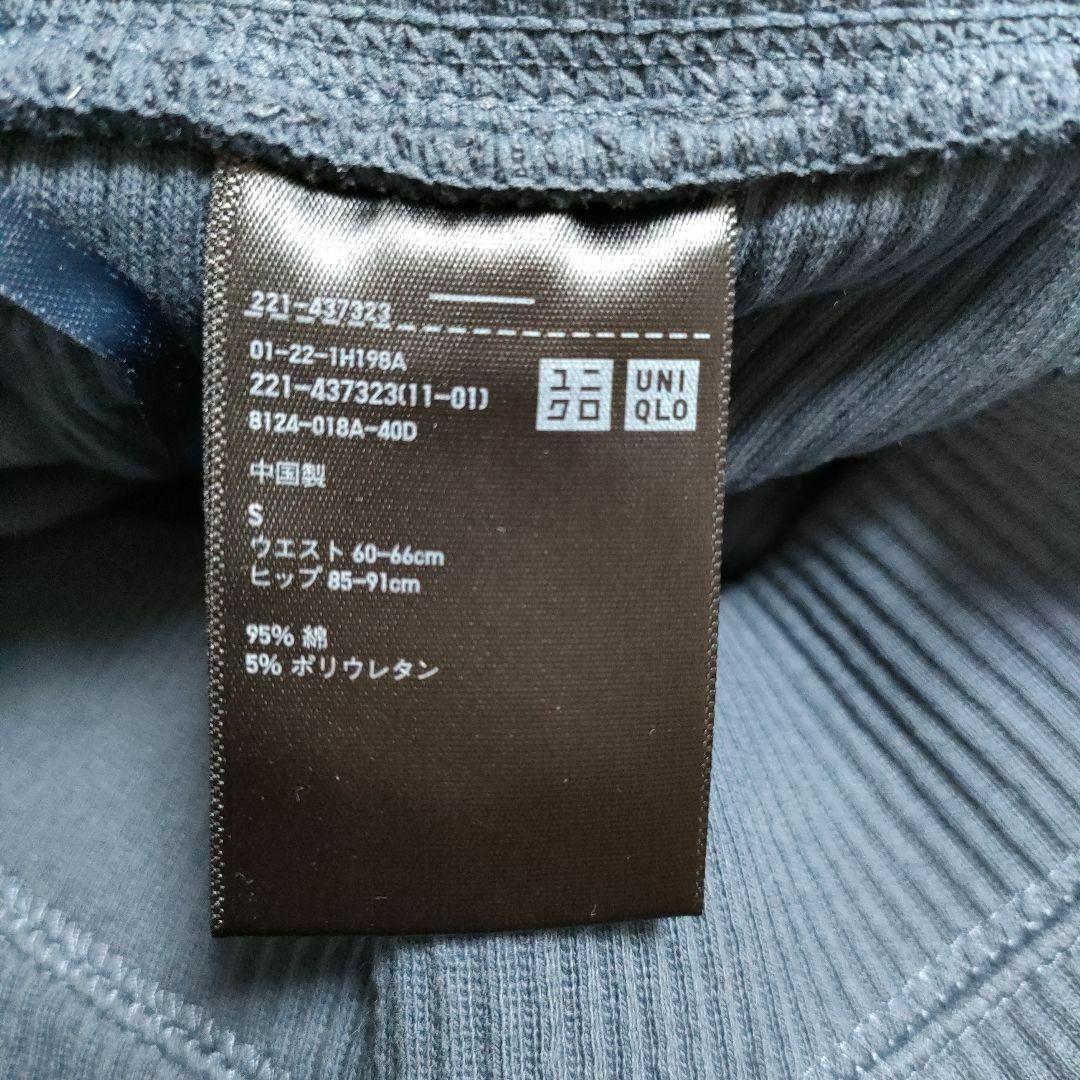 221-437323
01-22-1H198A
221-437323(11-01)
8124-018A-40D
ユニ
クロ
UNI
QLO
中国製
S
ウエスト 60-66cm
ヒップ 85-91cm
95% 綿
5% ポリウレタン